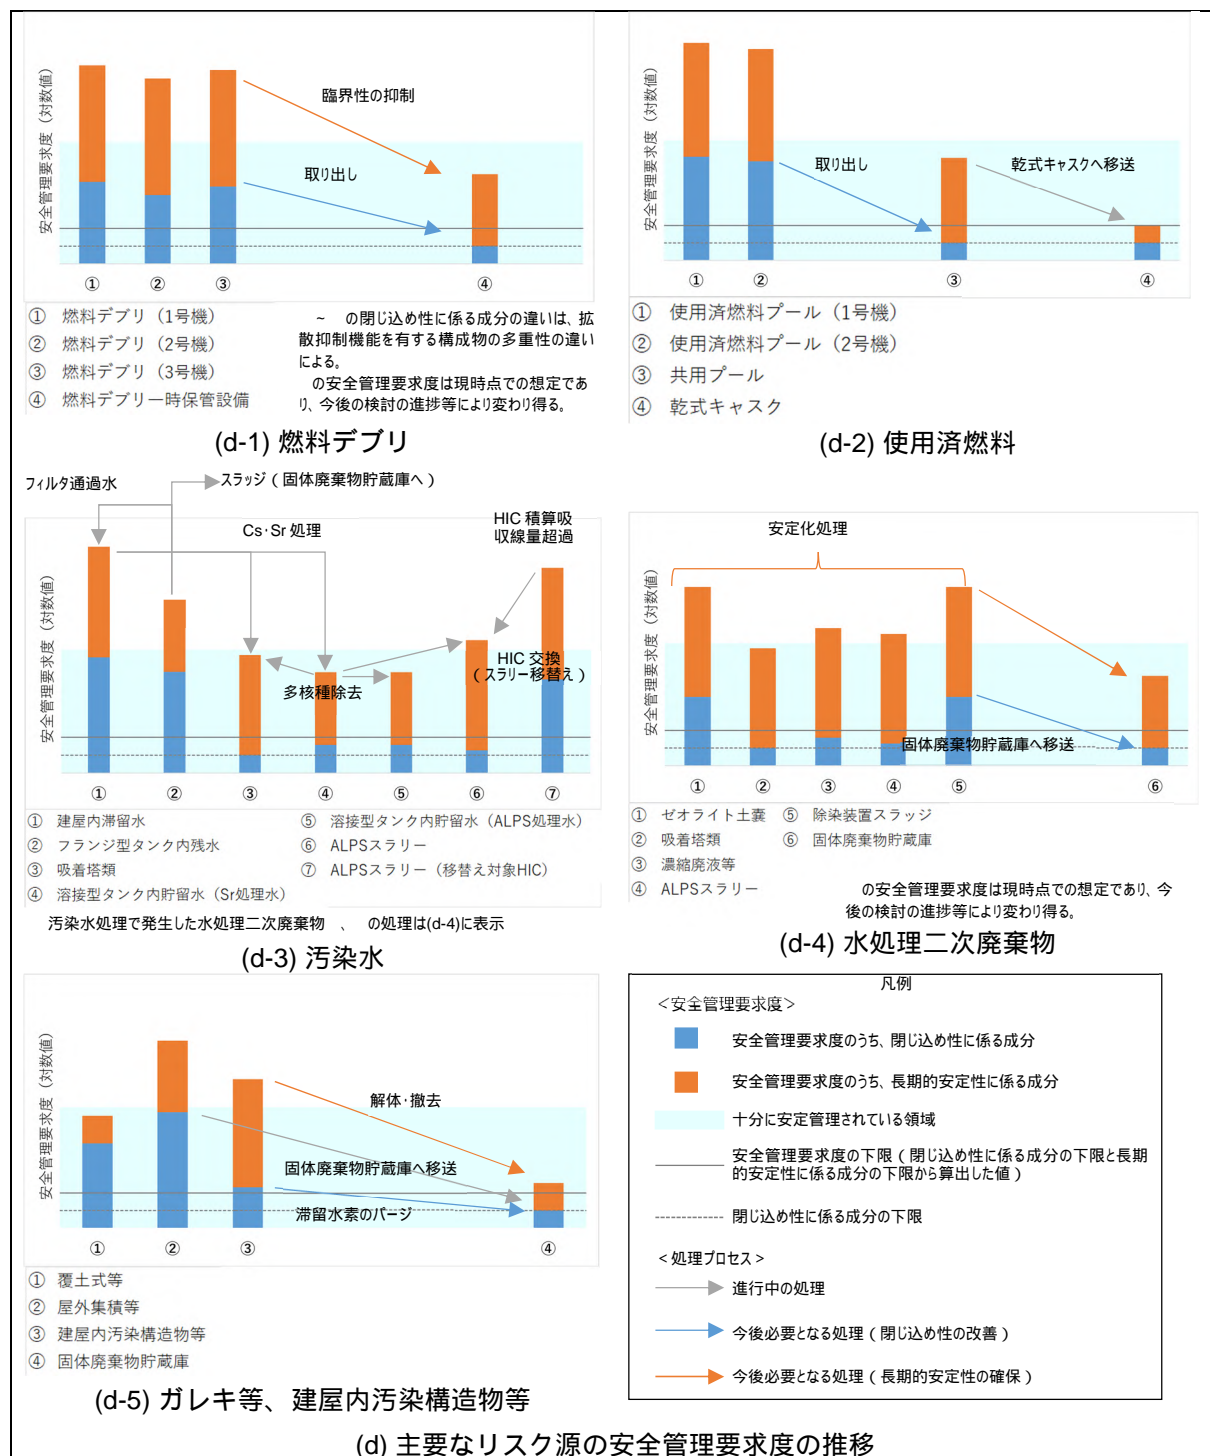 安全管理要求度（対数値）
臨界性の抑制
取り出し
① ② ③ ④
① 燃料デブリ（1号機）
② 燃料デブリ（2号機）
③ 燃料デブリ（3号機）
④ 燃料デブリ一時保管設備
～ の閉じ込め性に係る成分の違いは、拡
散抑制機能を有する構成物の多重性の違い
による。
の安全管理要求度は現時点での想定であ
り、今後の検討の進捗等により変わり得る。
(d-1) 燃料デブリ
安全管理要求度（対数値）
取り出し
乾式キャスクへ移送
① ② ③ ④
① 使用済燃料プール（1号機）
② 使用済燃料プール（2号機）
③ 共用プール
④ 乾式キャスク
(d-2) 使用済燃料
フィルタ通過水
スラッジ（固体廃棄物貯蔵庫へ）
安全管理要求度（対数値）
Cs･Sr 処理
HIC 積算吸
収線量超過
HIC 交換
（スラリー移替え）
多核種除去
① ② ③ ④ ⑤ ⑥ ⑦
① 建屋内滞留水
② フランジ型タンク内残水
③ 吸着塔類
④ 溶接型タンク内貯留水（Sr処理水）
⑤ 溶接型タンク内貯留水（ALPS処理水）
⑥ ALPSスラリー
⑦ ALPSスラリー（移替え対象HIC）
汚染水処理で発生した水処理二次廃棄物 、 の処理は(d-4)に表示
(d-3) 汚染水
安全管理要求度（対数値）
安定化処理
固体廃棄物貯蔵庫へ移送
① ② ③ ④ ⑤ ⑥
① ゼオライト土嚢
② 吸着塔類
③ 濃縮廃液等
④ ALPSスラリー
⑤ 除染装置スラッジ
⑥ 固体廃棄物貯蔵庫
の安全管理要求度は現時点での想定であり、今
後の検討の進捗等により変わり得る。
(d-4) 水処理二次廃棄物
安全管理要求度（対数値）
解体･撤去
固体廃棄物貯蔵庫へ移送
滞留水素のパージ
① ② ③ ④
① 覆土式等
② 屋外集積等
③ 建屋内汚染構造物等
④ 固体廃棄物貯蔵庫
(d-5) ガレキ等、建屋内汚染構造物等
凡例
＜安全管理要求度＞
安全管理要求度のうち、閉じ込め性に係る成分
安全管理要求度のうち、長期的安定性に係る成分
十分に安定管理されている領域
安全管理要求度の下限（閉じ込め性に係る成分の下限と長期
的安定性に係る成分の下限から算出した値）
閉じ込め性に係る成分の下限
＜処理プロセス＞
進行中の処理
今後必要となる処理（閉じ込め性の改善）
今後必要となる処理（長期的安定性の確保）
(d) 主要なリスク源の安全管理要求度の推移